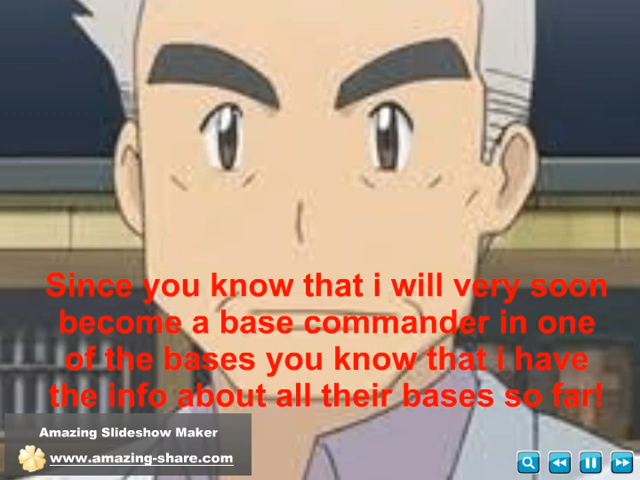 Since you know that i will very soon
become a base commander in one
of the bases you know that i have
the info about all their bases so far!
Amazing Slideshow Maker
www.amazing-share.com